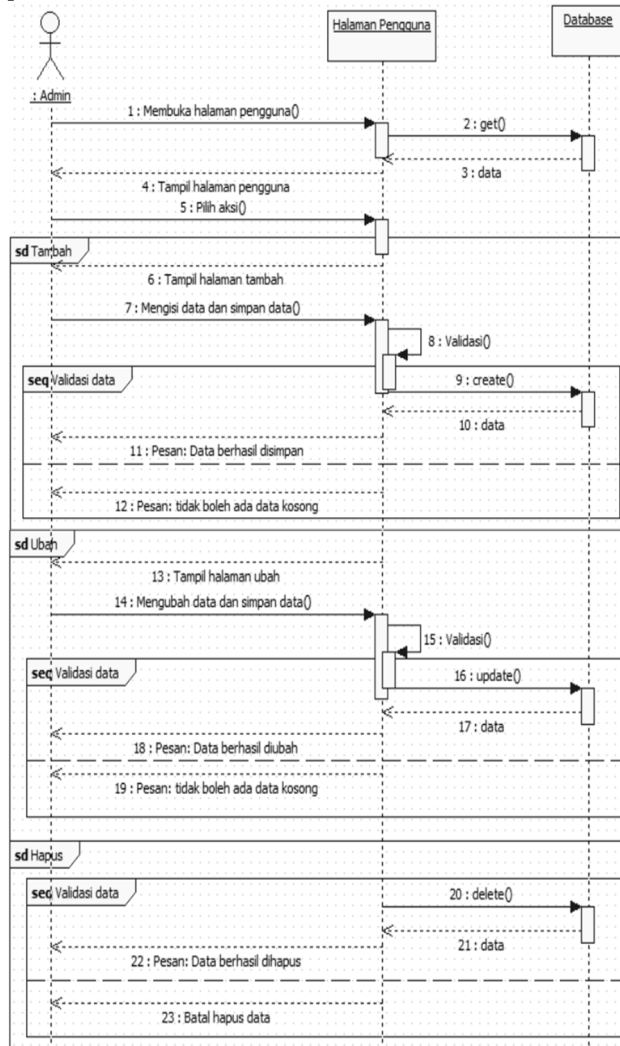 Halaman Pengguna
Database
: Admin
1 : Membuka halaman pengguna()
2 : get()
3 : data
4 : Tampil halaman pengguna
5 : Pilih aksi()
sd Tambah
6 : Tampil halaman tambah
7 : Mengisi data dan simpan data()
8 : Validasi()
seq Validasi data
9 : create()
10 : data
11 : Pesan: Data berhasil disimpan
12 : Pesan: tidak boleh ada data kosong
sd Ubah
13 : Tampil halaman ubah
14 : Mengubah data dan simpan data()
15 : Validasi()
seq Validasi data
16 : update()
17 : data
18 : Pesan: Data berhasil diubah
19 : Pesan: tidak boleh ada data kosong
sd Hapus
seq Validasi data
20 : delete()
21 : data
22 : Pesan: Data berhasil dihapus
23 : Batal hapus data